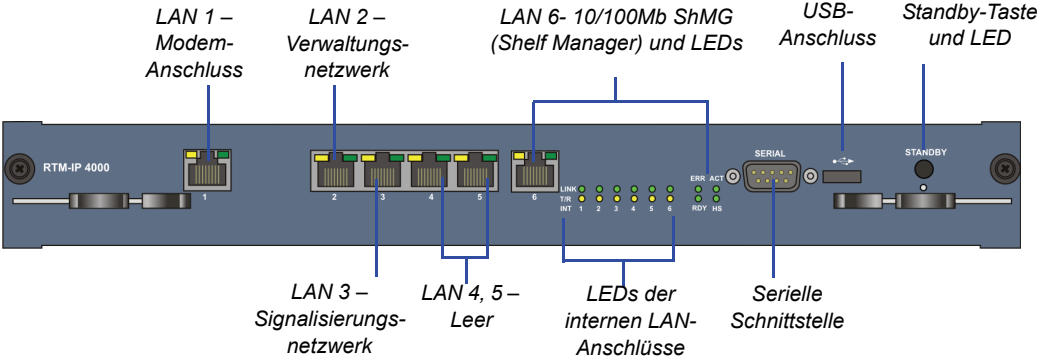 LAN 1 –
Modem-
Anschluss
LAN 2 –
Verwaltungs-
netzwerk
LAN 6- 10/100Mb ShMG
(Shelf Manager) und LEDs
USB-
Anschluss
Standby-Taste
und LED
RTM-IP 4000
1
2
3
4
5
6
ERR ACT
LINK
T/R
INT 1 2 3 4 5 6
RDY HS
SERIAL
STANDBY
LAN 3 –
Signalisierungs-
netzwerk
LAN 4, 5 –
Leer
LEDs der
internen LAN-
Anschlüsse
Serielle
Schnittstelle